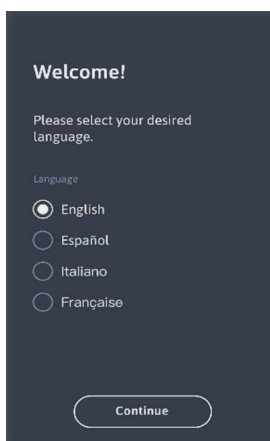 Welcome!
Please select your desired
language.
Language
English
Español
Italiano
Française
Continue